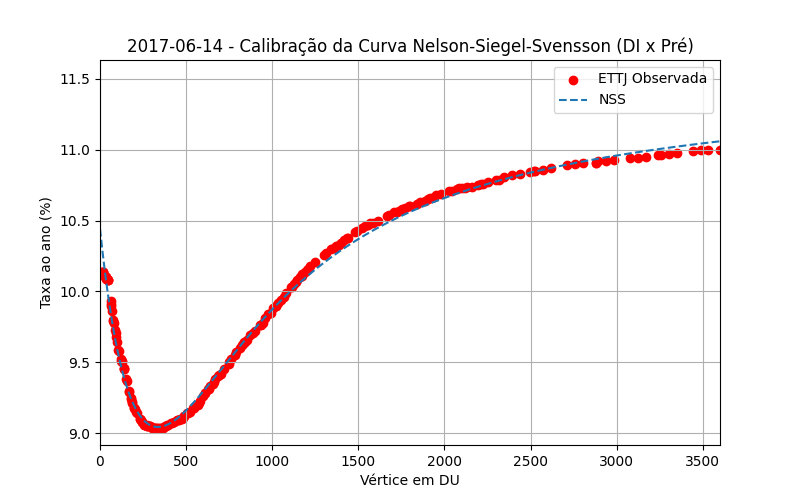 2017-06-14 - Calibração da Curva Nelson-Siegel-Svensson (DI x Pré)
ETTJ Observada
NSS
Taxa ao ano (%)
11.5
11.0
10.5
10.0
9.5
9.0
0 500 1000 1500 2000 2500 3000 3500
Vértice em DU